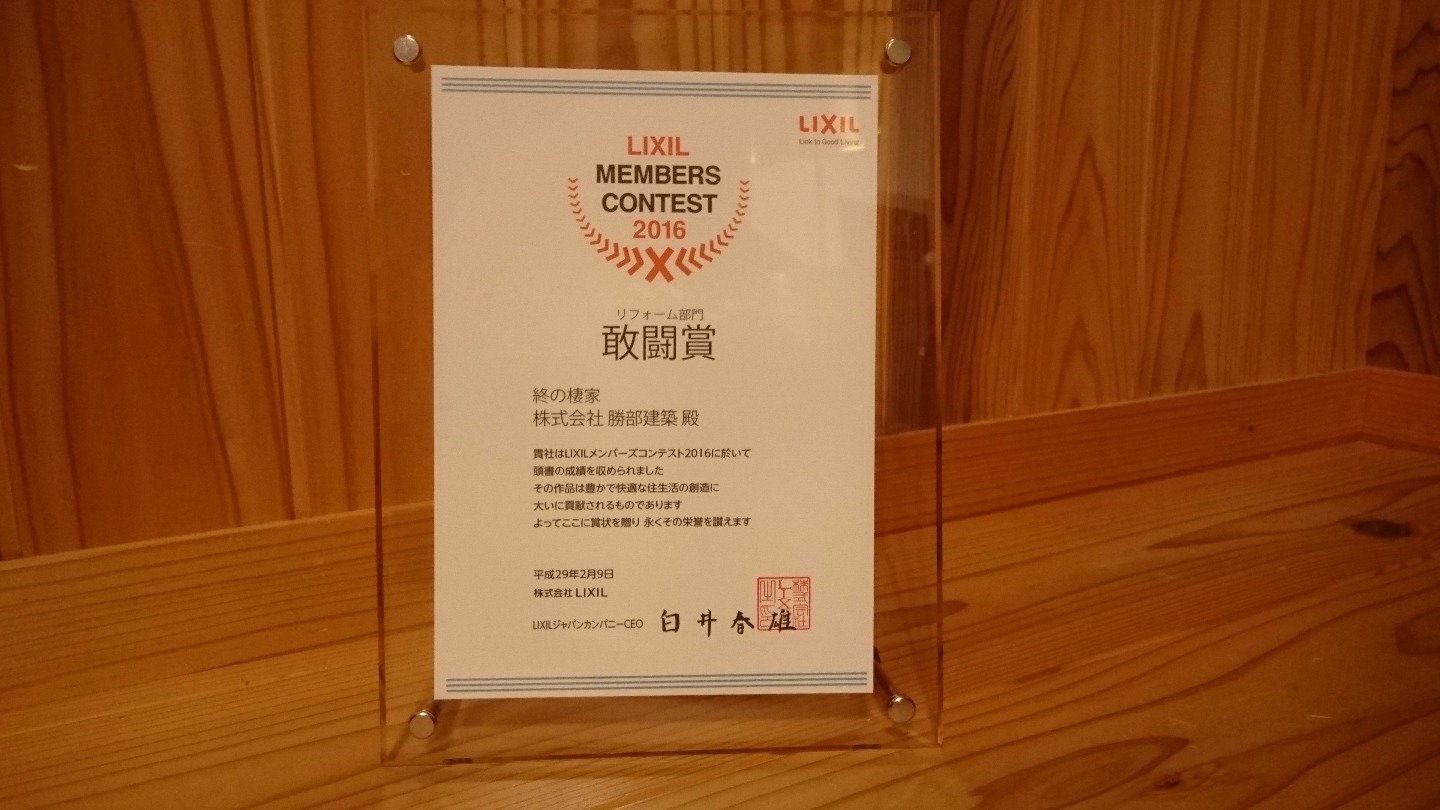 LIXIL
Link to Good Living
LIXIL
MEMBERS
CONTEST
2016
リフォーム部門
敢闘賞
終の棲家
株式会社 勝部建築 殿
貴社はLIXILメンバーズコンテスト2016に於いて
頭書の成績を収められました
その作品は豊かで快適な住生活の創造に
大いに貢献されるものであります
よってここに賞状を贈り 永くその栄誉を讃えます
平成29年2月9日
株式会社 LIXIL
LIXILジャパンカンパニーCEO 白井春雄
株式会社
LIXIL